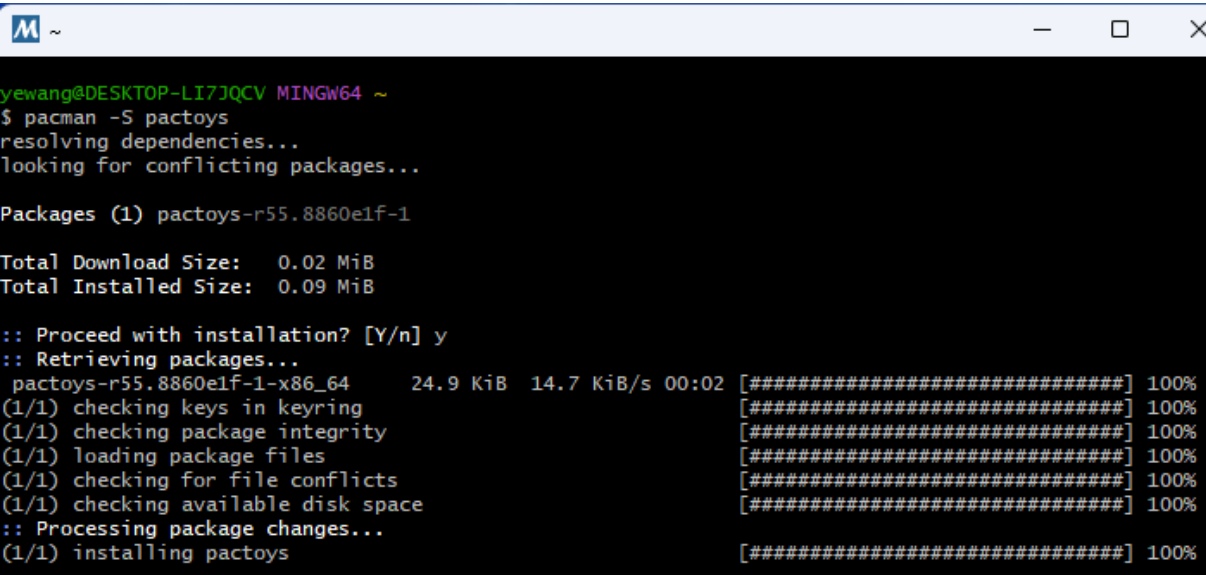 M ~
yewang@DESKTOP-LI7JQCV MINGW64 ~
$ pacman -S pactoys
resolving dependencies...
looking for conflicting packages...
Packages (1) pactoys-r55.8860e1f-1
Total Download Size:   0.02 MiB
Total Installed Size:  0.09 MiB
:: Proceed with installation? [Y/n] y
:: Retrieving packages...
 pactoys-r55.8860e1f-1-x86_64     24.9 KiB  14.7 KiB/s 00:02 [###############################] 100%
(1/1) checking keys in keyring                               [###############################] 100%
(1/1) checking package integrity                             [###############################] 100%
(1/1) loading package files                                  [###############################] 100%
(1/1) checking for file conflicts                            [###############################] 100%
(1/1) checking available disk space                          [###############################] 100%
:: Processing package changes...
(1/1) installing pactoys                                     [###############################] 100%